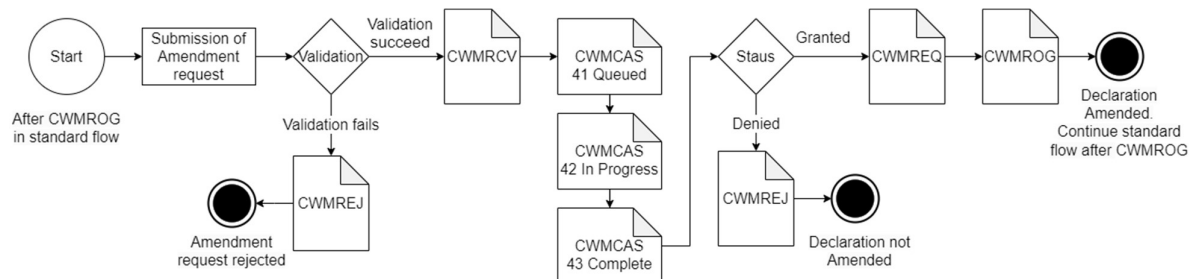 Start
After CWMROG
in standard flow
Submission of
Amendment
request
Validation
Validation
succeed
Validation fails
CWMREJ
Amendment
request rejected
CWMRCV
CWMCAS
41 Queued
CWMCAS
42 In Progress
CWMCAS
43 Complete
Staus
Granted
Denied
CWMREJ
Declaration not
Amended
CWMREQ
CWMROG
Declaration
Amended.
Continue standard
flow after CWMROG